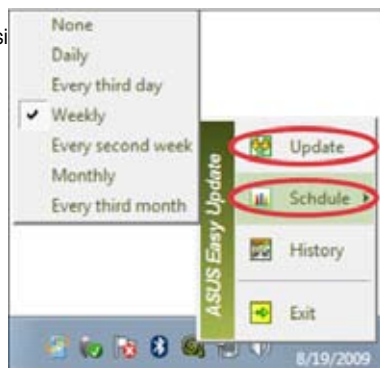 si
None
Daily
Every third day
Weekly
Every second week
Monthly
Every third month
ASUS Easy Update
Update
Schdule
History
Exit
8/19/2009